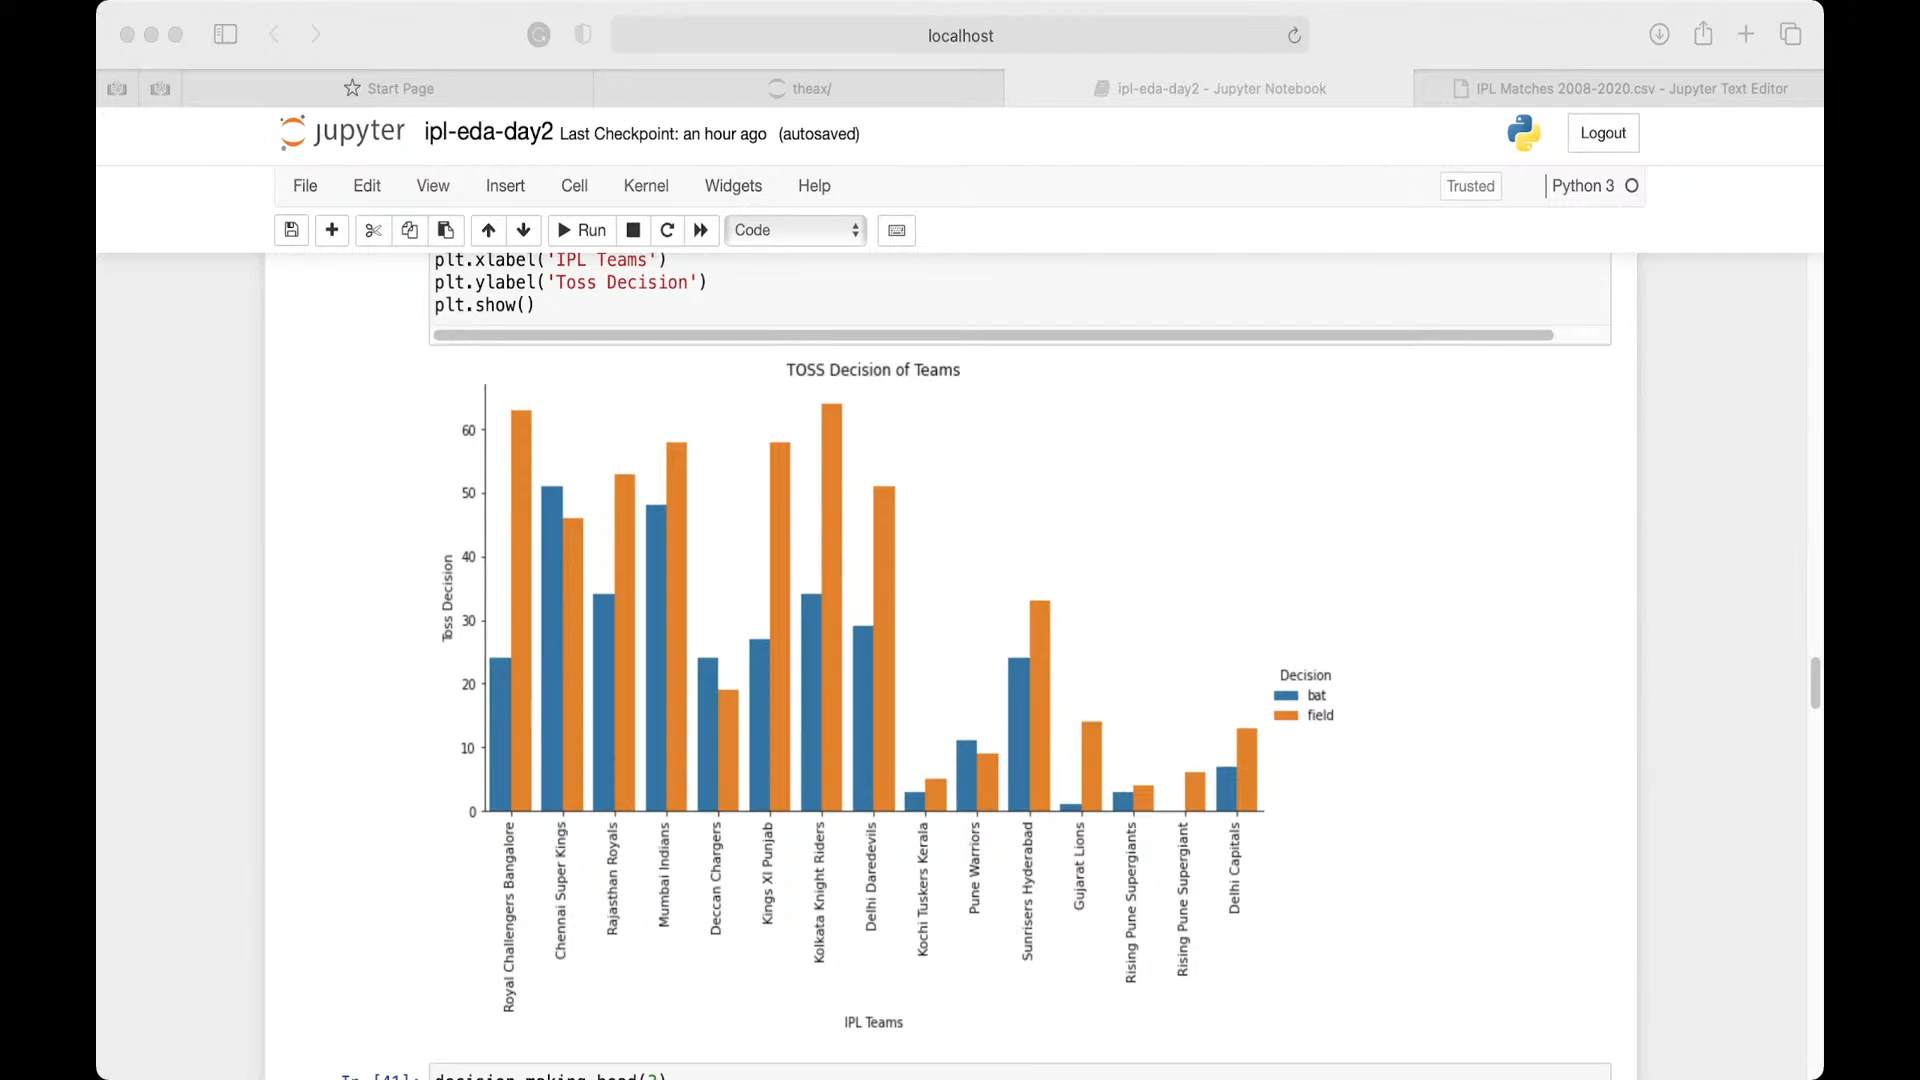 localhost
Start Page
theax/
ipl-eda-day2 - Jupyter Notebook
IPL Matches 2008-2020.csv - Jupyter Text Editor
jupyter ipl-eda-day2 Last Checkpoint: an hour ago (autosaved)
Logout
File Edit View Insert Cell Kernel Widgets Help
Trusted
Python 3
Run
Code
plt.xlabel('IPL Teams')
plt.ylabel('Toss Decision')
plt.show()
TOSS Decision of Teams
60
50
40
30
20
10
0
Toss Decision
Decision
bat
field
Royal Challengers Bangalore
Chennai Super Kings
Rajasthan Royals
Mumbai Indians
Deccan Chargers
Kings XI Punjab
Kolkata Knight Riders
Delhi Daredevils
Kochi Tuskers Kerala
Pune Warriors
Sunrisers Hyderabad
Gujarat Lions
Rising Pune Supergiants
Rising Pune Supergiant
Delhi Capitals
IPL Teams